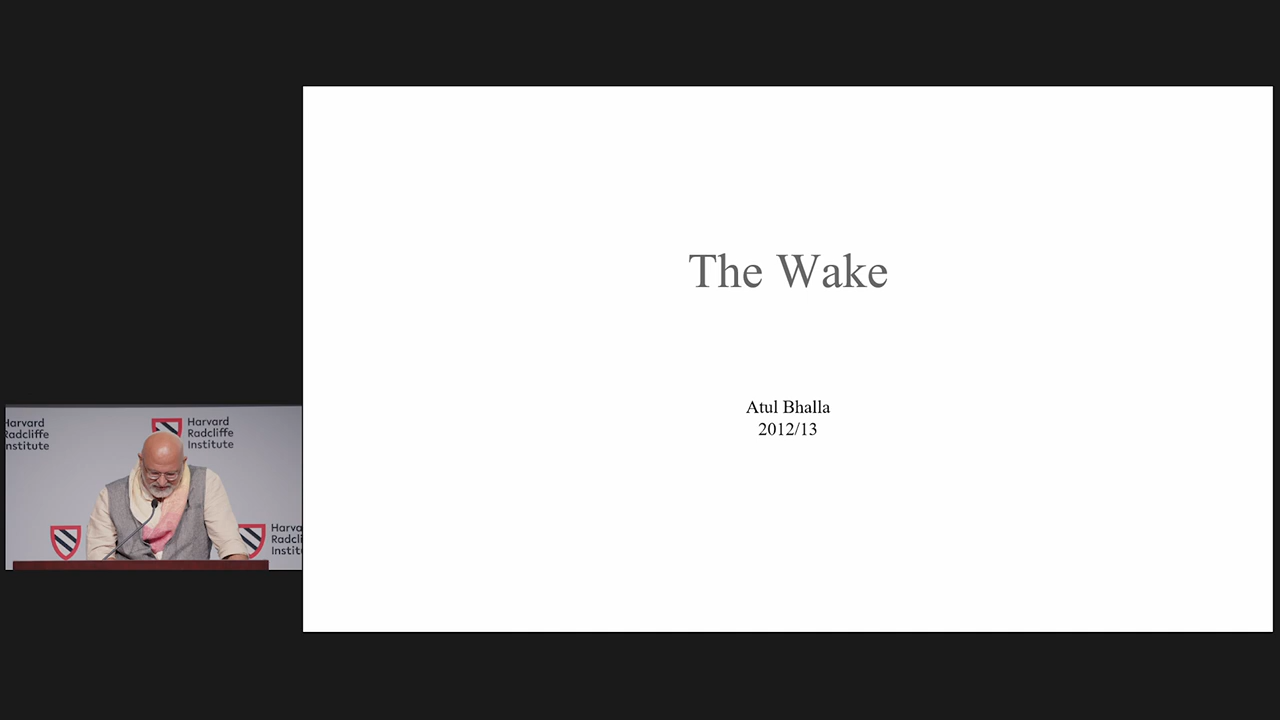 The Wake
Atul Bhalla
2012/13
Harvard
Radcliffe
Institute
Harvard
Radcliffe
Institute